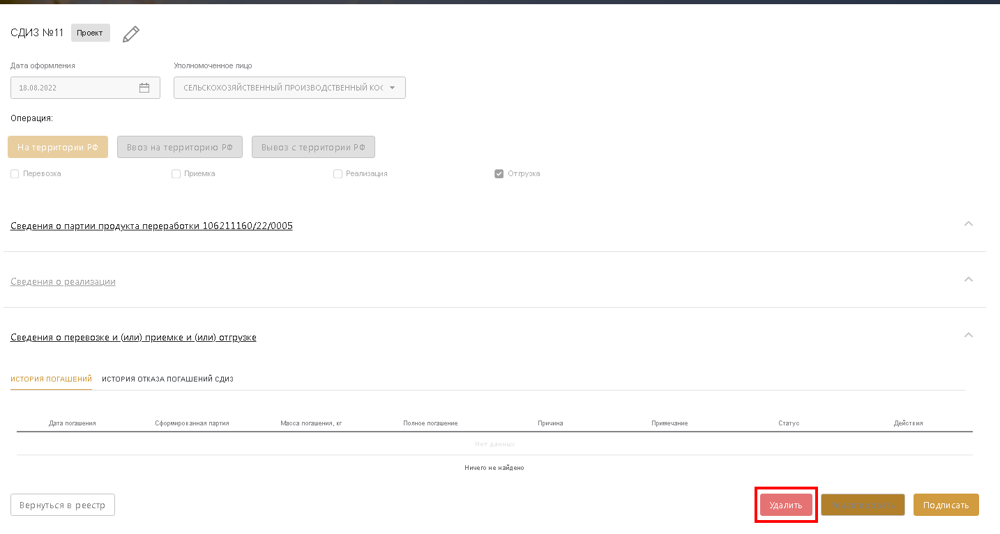 СДИЗ №11 Проект
Дата оформления Уполномоченное лицо
18.08.2022 СЕЛЬСКОХОЗЯЙСТВЕННЫЙ ПРОИЗВОДСТВЕННЫЙ КОО
Операция:
На территории РФ Ввоз на территорию РФ Вывоз с территории РФ
Перевозка Приемка Реализация Отгрузка
Сведения о партии продукта переработки 106211160/22/0005
Сведения о реализации
Сведения о перевозке и (или) приемке и (или) отгрузке
ИСТОРИЯ ПОГАШЕНИЙ ИСТОРИЯ ОТКАЗА ПОГАШЕНИЙ СДИЗ
Дата погашения Сформированная партия Масса погашения, кг Полное погашение Причина Примечание Статус Действия
Нет данных
Ничего не найдено
Вернуться в реестр Удалить Подписать